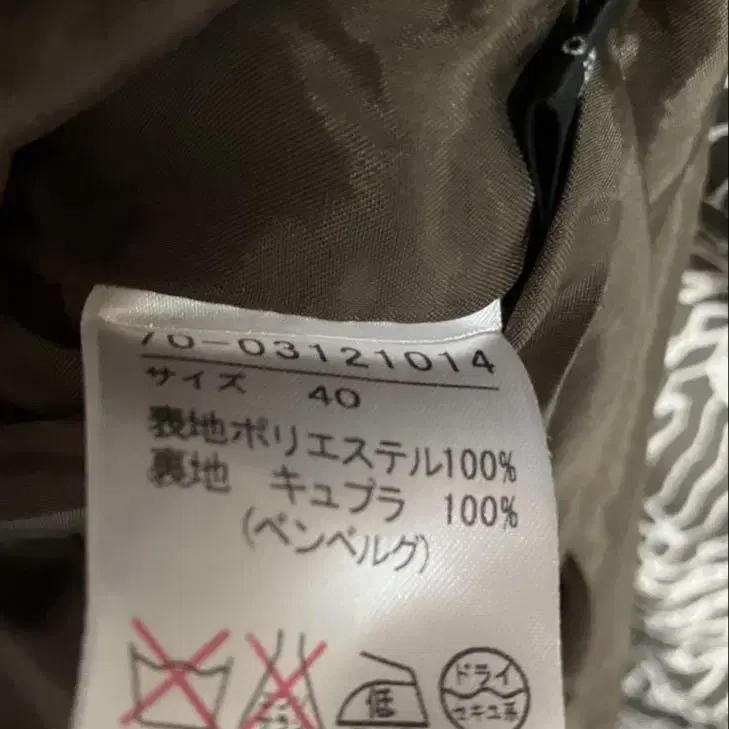 70-03121014
サイズ 40
表地ポリエステル100%
裏地 キュプラ 100%
(ベンベルグ)
低
ドライ
セキユ系